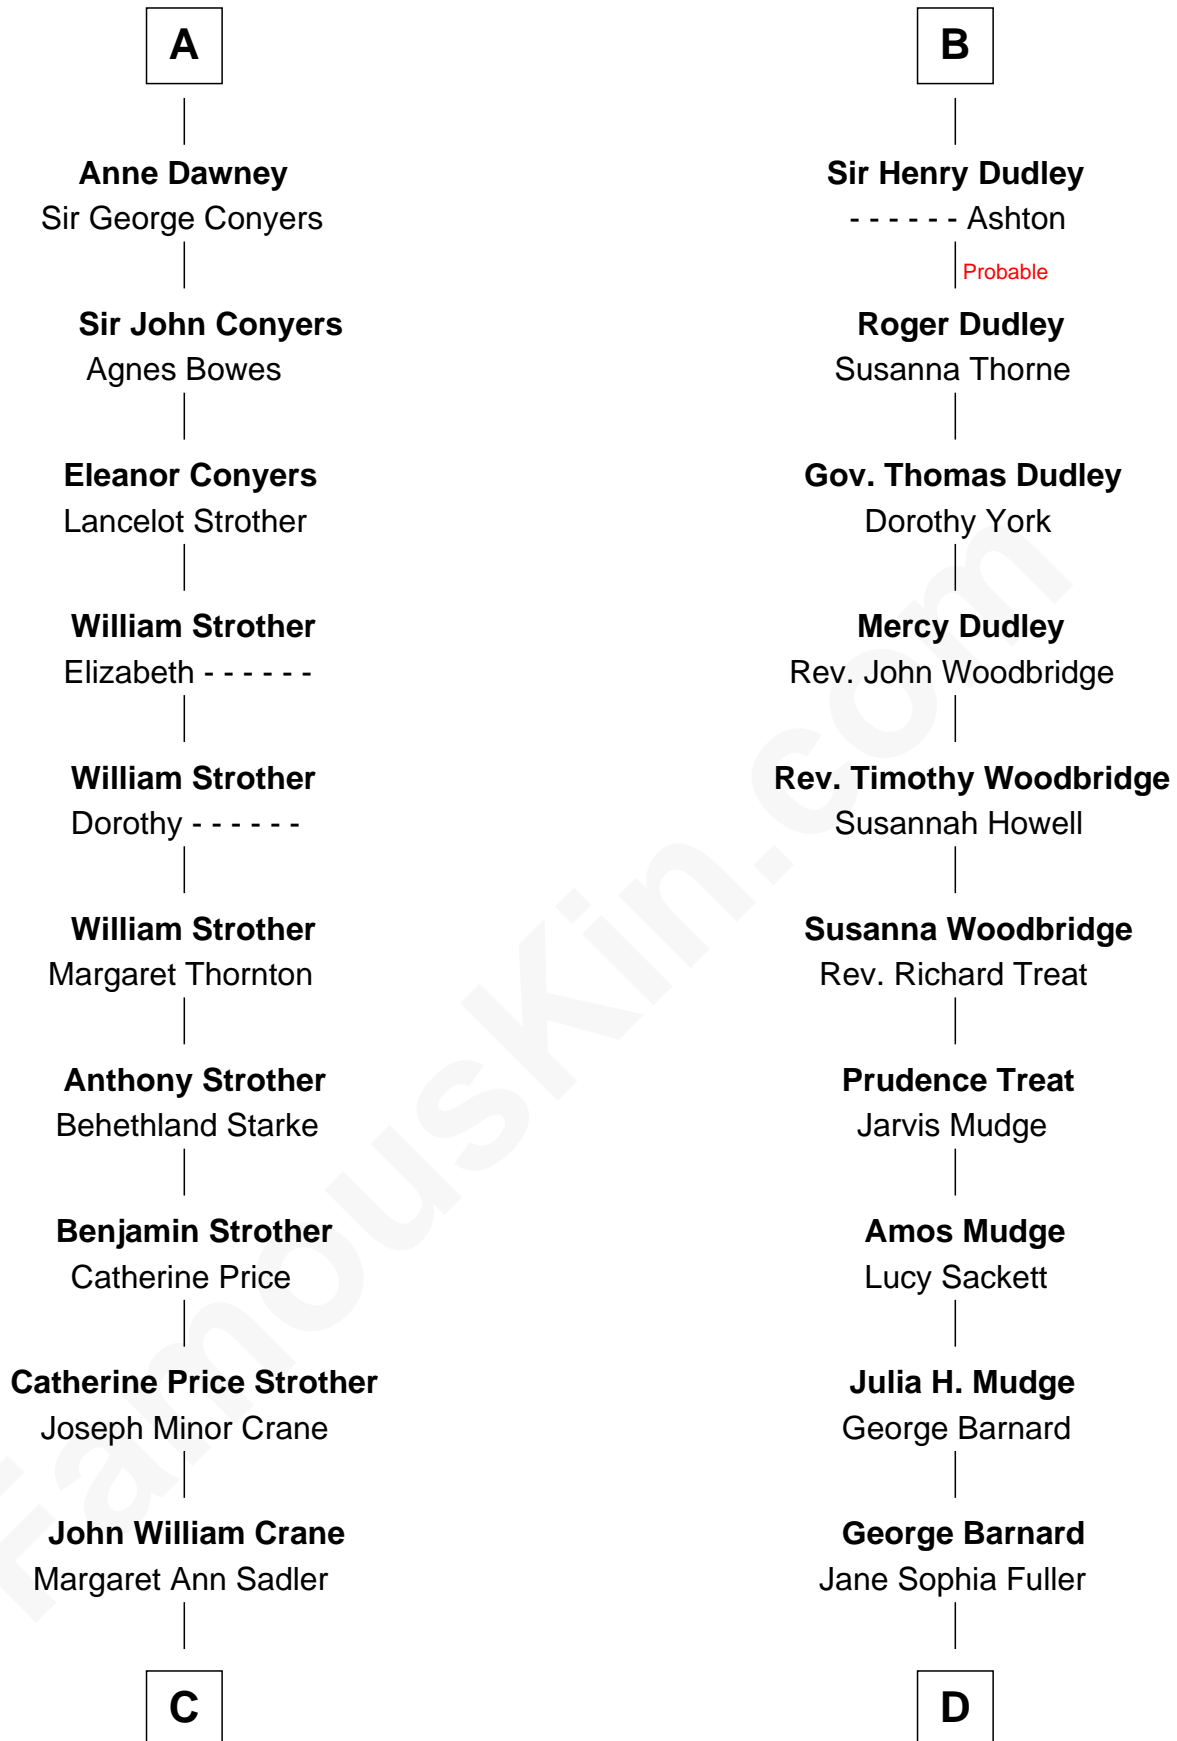 A
Anne Dawney
Sir George Conyers
Sir John Conyers
Agnes Bowes
Eleanor Conyers
Lancelot Strother
William Strother
Elizabeth - - - - - -
William Strother
Dorothy - - - - - -
William Strother
Margaret Thornton
Anthony Strother
Behethland Starke
Benjamin Strother
Catherine Price
Catherine Price Strother
Joseph Minor Crane
John William Crane
Margaret Ann Sadler
C
B
Sir Henry Dudley
- - - - - - Ashton
Probable
Roger Dudley
Susanna Thorne
Gov. Thomas Dudley
Dorothy York
Mercy Dudley
Rev. John Woodbridge
Rev. Timothy Woodbridge
Susannah Howell
Susanna Woodbridge
Rev. Richard Treat
Prudence Treat
Jarvis Mudge
Amos Mudge
Lucy Sackett
Julia H. Mudge
George Barnard
George Barnard
Jane Sophia Fuller
D
FamousKin.com